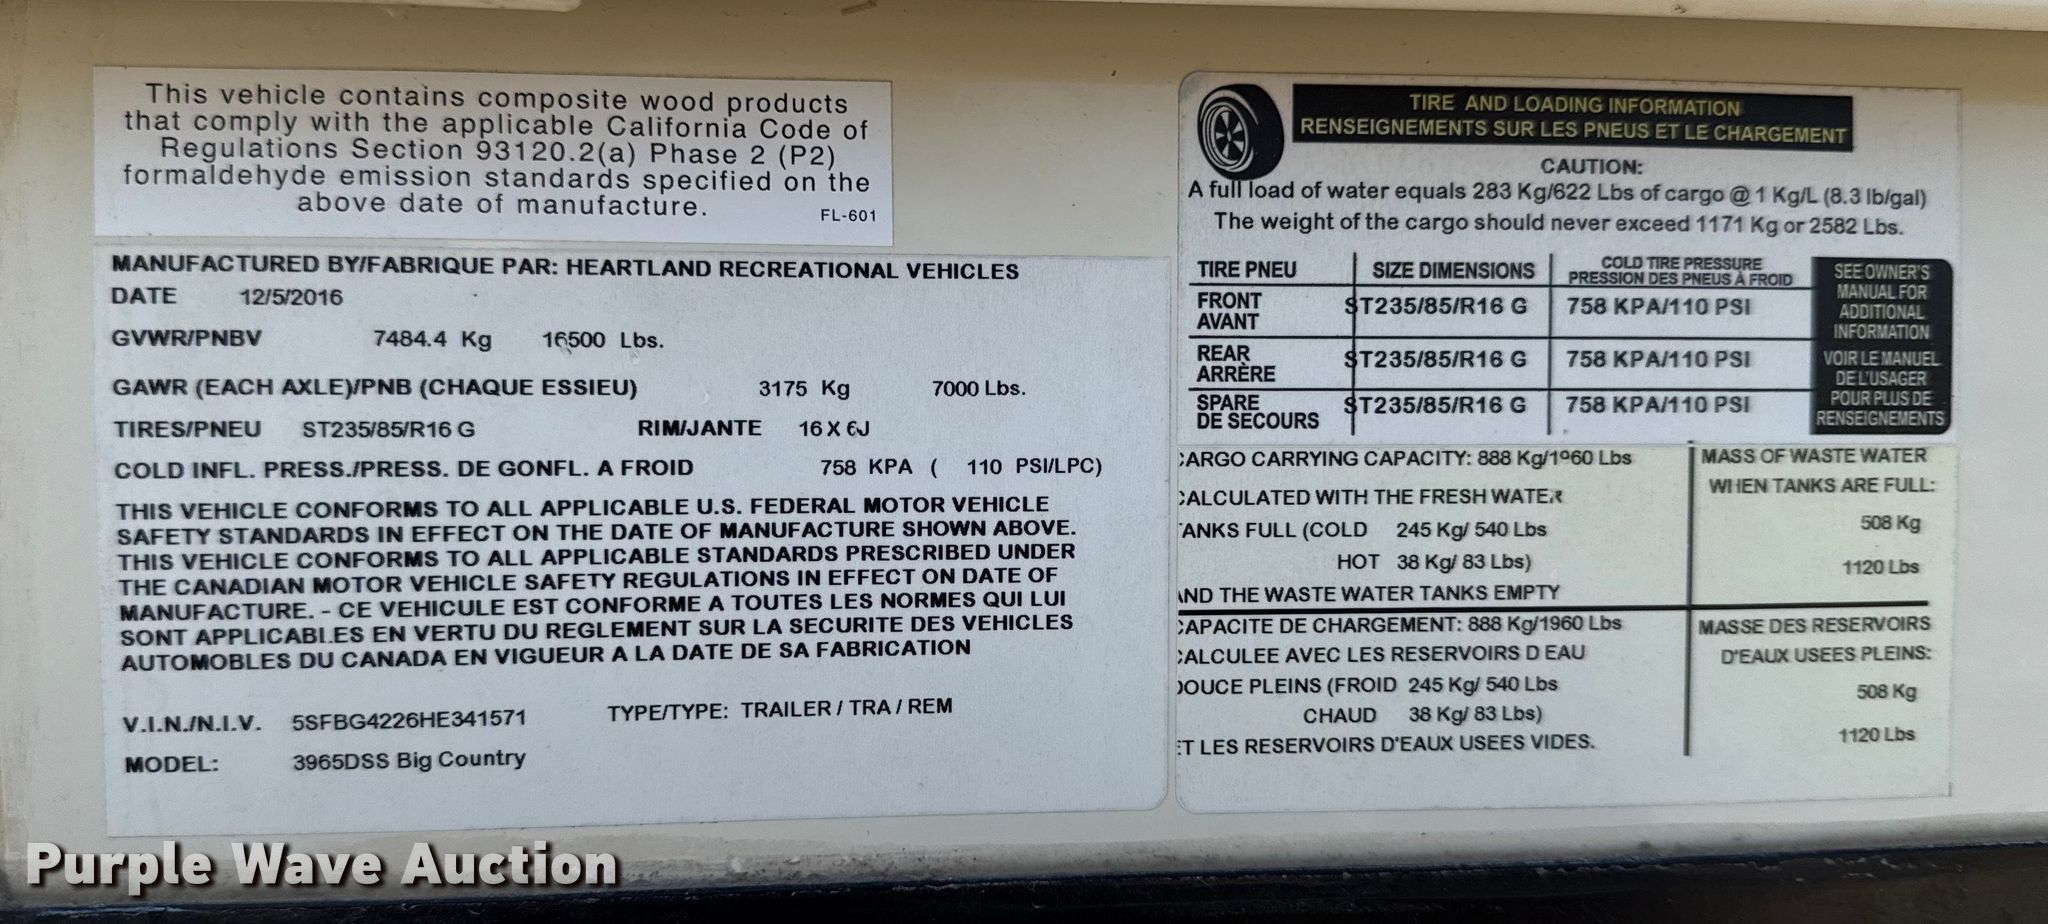 This vehicle contains composite wood products
that comply with the applicable California Code of
Regulations Section 93120.2(a) Phase 2 (P2)
formaldehyde emission standards specified on the
above date of manufacture.
FL-601
MANUFACTURED BY/FABRIQUE PAR: HEARTLAND RECREATIONAL VEHICLES
DATE 12/5/2016
GVWR/PNBV 7484.4 Kg 16500 Lbs.
GAWR (EACH AXLE)/PNB (CHAQUE ESSIEU) 3175 Kg 7000 Lbs.
TIRES/PNEU ST235/85/R16 G RIM/JANTE 16 X 6J
COLD INFL. PRESS./PRESS. DE GONFL. A FROID 758 KPA ( 110 PSI/LPC)
THIS VEHICLE CONFORMS TO ALL APPLICABLE U.S. FEDERAL MOTOR VEHICLE
SAFETY STANDARDS IN EFFECT ON THE DATE OF MANUFACTURE SHOWN ABOVE.
THIS VEHICLE CONFORMS TO ALL APPLICABLE STANDARDS PRESCRIBED UNDER
THE CANADIAN MOTOR VEHICLE SAFETY REGULATIONS IN EFFECT ON DATE OF
MANUFACTURE. - CE VEHICULE EST CONFORME A TOUTES LES NORMES QUI LUI
SONT APPLICABLES EN VERTU DU REGLEMENT SUR LA SECURITE DES VEHICLES
AUTOMOBLES DU CANADA EN VIGUEUR A LA DATE DE SA FABRICATION
V.I.N./N.I.V. 5SFBG4226HE341571 TYPE/TYPE: TRAILER / TRA / REM
MODEL: 3965DSS Big Country
TIRE AND LOADING INFORMATION
RENSEIGNEMENTS SUR LES PNEUS ET LE CHARGEMENT
CAUTION:
A full load of water equals 283 Kg/622 Lbs of cargo @ 1 Kg/L (8.3 lb/gal)
The weight of the cargo should never exceed 1171 Kg or 2582 Lbs.
TIRE PNEU SIZE DIMENSIONS COLD TIRE PRESSURE
PRESSION DES PNEUS À FROID
FRONT
AVANT ST235/85/R16 G 758 KPA/110 PSI
REAR
ARRÈRE ST235/85/R16 G 758 KPA/110 PSI
SPARE
DE SECOURS ST235/85/R16 G 758 KPA/110 PSI
SEE OWNER'S
MANUAL FOR
ADDITIONAL
INFORMATION
VOIR LE MANUEL
DE L'USAGER
POUR PLUS DE
RENSEIGNEMENTS
CARGO CARRYING CAPACITY: 888 Kg/1960 Lbs
CALCULATED WITH THE FRESH WATER
TANKS FULL (COLD 245 Kg/ 540 Lbs
HOT 38 Kg/ 83 Lbs)
AND THE WASTE WATER TANKS EMPTY
MASS OF WASTE WATER
WHEN TANKS ARE FULL:
508 Kg
1120 Lbs
CAPACITE DE CHARGEMENT: 888 Kg/1960 Lbs
CALCULEE AVEC LES RESERVOIRS D EAU
DOUCE PLEINS (FROID 245 Kg/ 540 Lbs
CHAUD 38 Kg/ 83 Lbs)
ET LES RESERVOIRS D'EAUX USEES VIDES.
MASSE DES RESERVOIRS
D'EAUX USEES PLEINS:
508 Kg
1120 Lbs
Purple Wave Auction